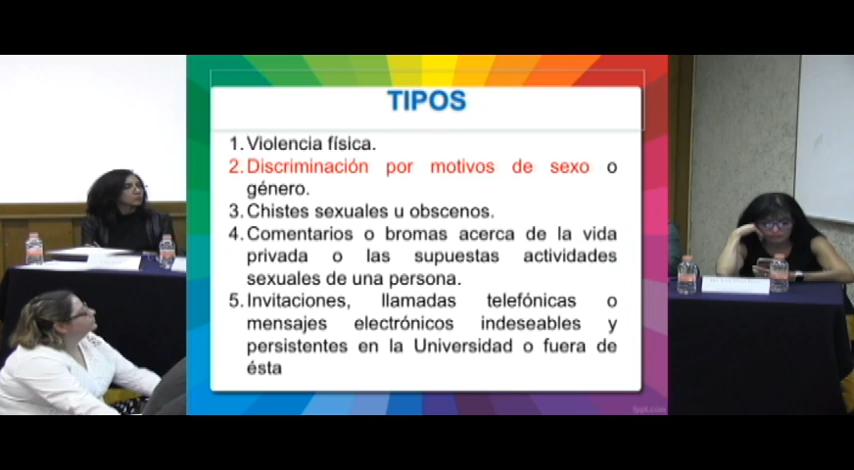 TIPOS
1. Violencia física.
2. Discriminación por motivos de sexo o
género.
3. Chistes sexuales u obscenos.
4. Comentarios o bromas acerca de la vida
privada o las supuestas actividades
sexuales de una persona.
5. Invitaciones, llamadas telefónicas o
mensajes electrónicos indeseables y
persistentes en la Universidad o fuera de
ésta
fppt.com